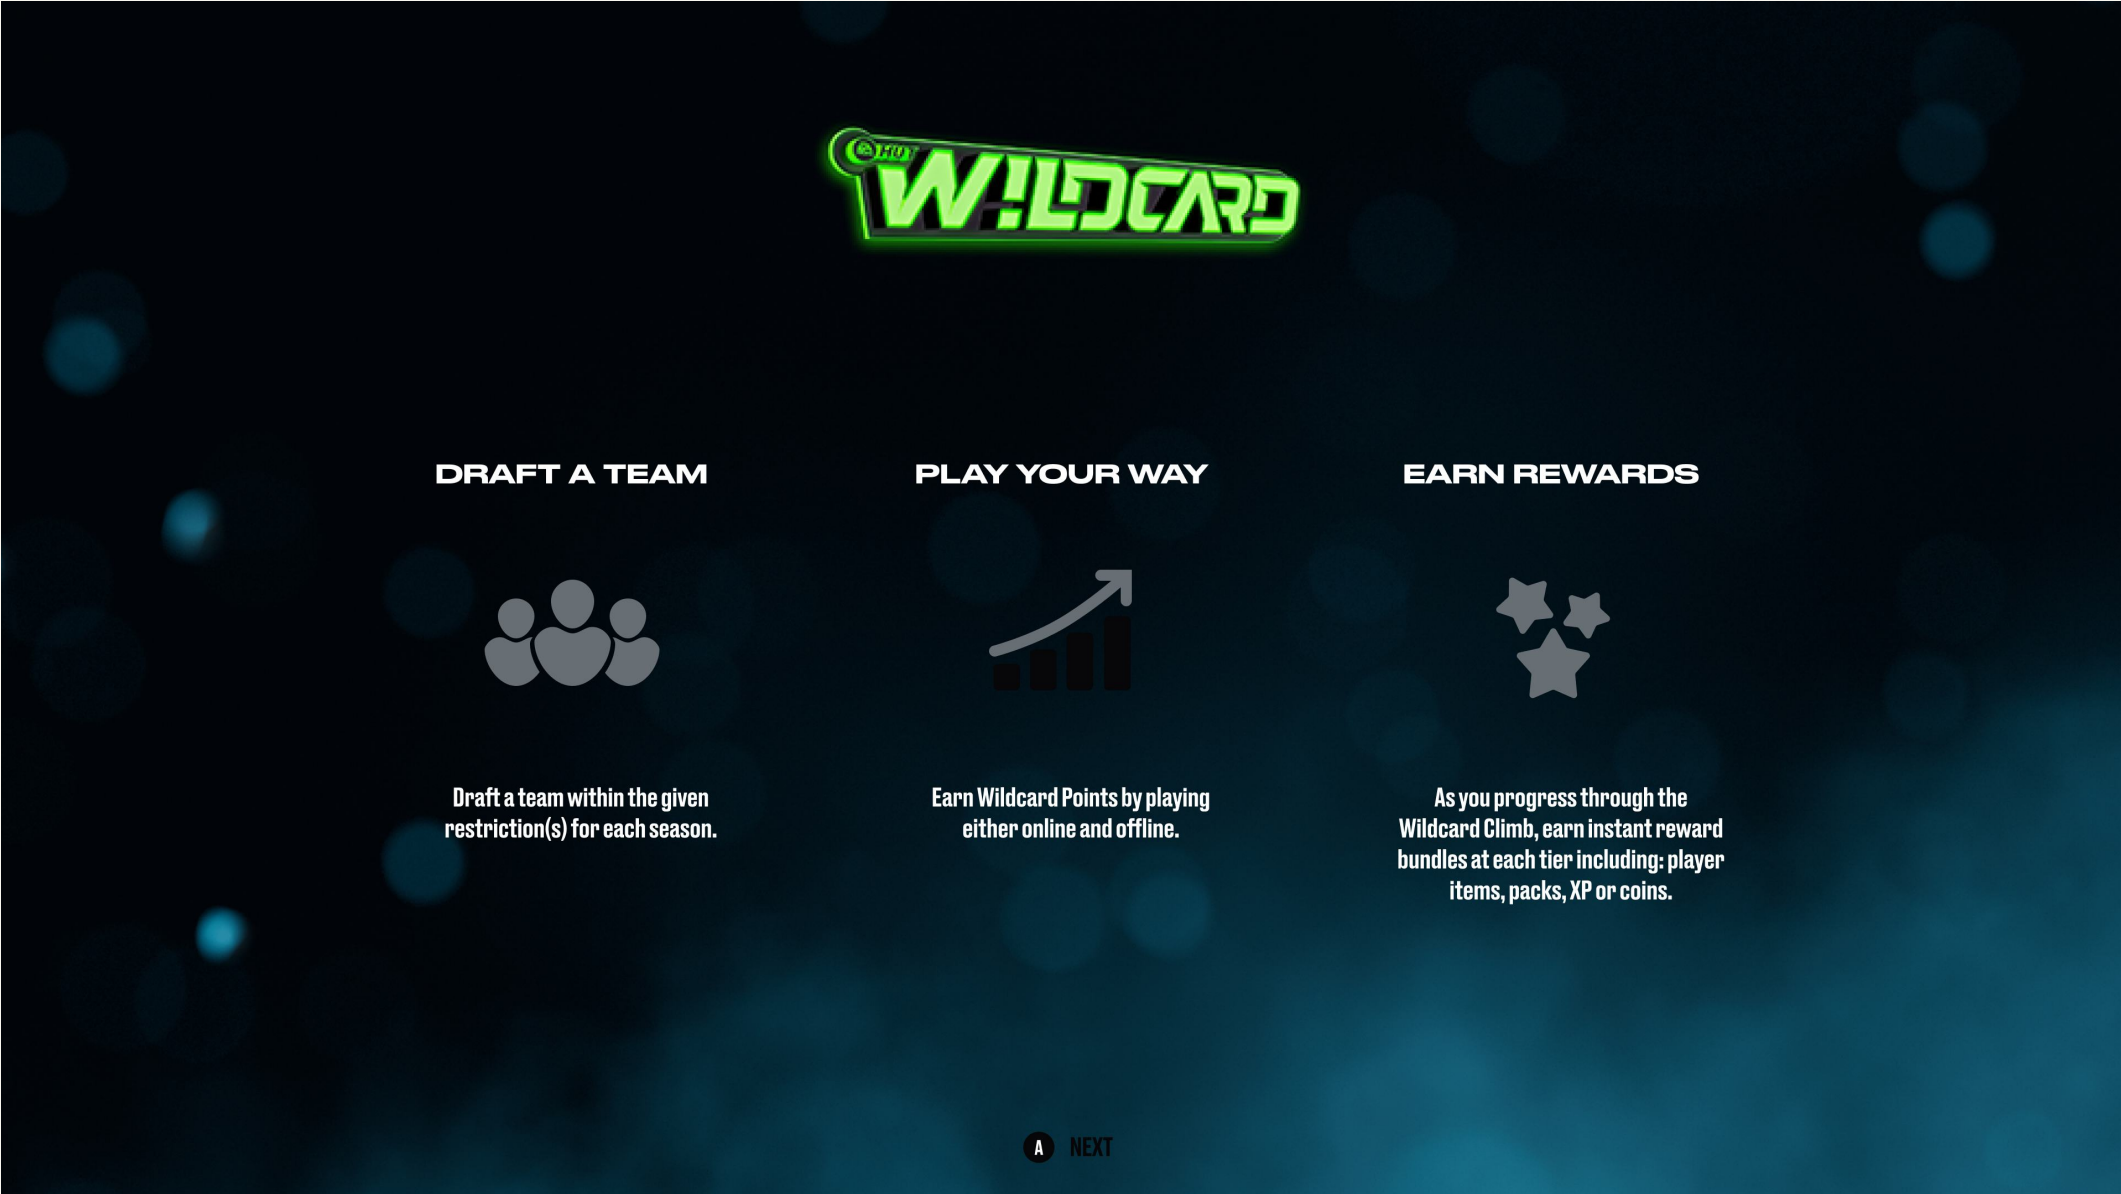 HUT
WILDCARD
DRAFT A TEAM
PLAY YOUR WAY
EARN REWARDS
Draft a team within the given
restriction(s) for each season.
Earn Wildcard Points by playing
either online and offline.
As you progress through the
Wildcard Climb, earn instant reward
bundles at each tier including: player
items, packs, XP or coins.
A NEXT